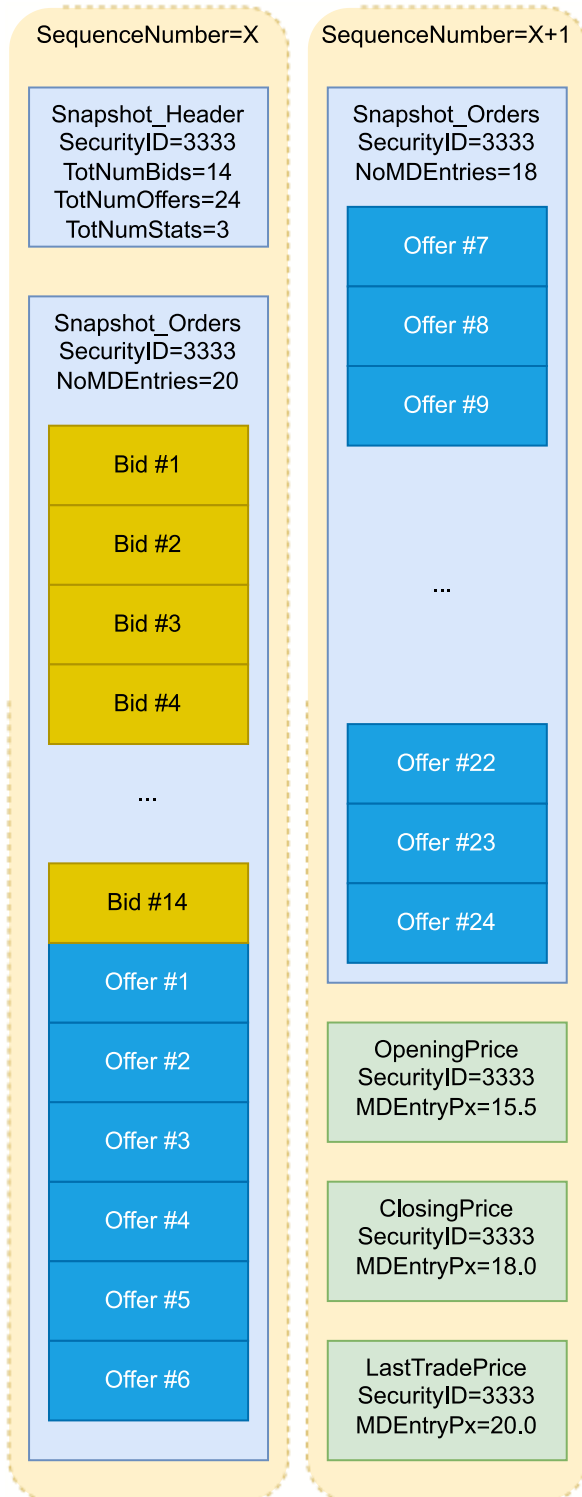 SequenceNumber=X
Snapshot_Header
SecurityID=3333
TotNumBids=14
TotNumOffers=24
TotNumStats=3
Snapshot_Orders
SecurityID=3333
NoMDEntries=20
Bid #1
Bid #2
Bid #3
Bid #4
...
Bid #14
Offer #1
Offer #2
Offer #3
Offer #4
Offer #5
Offer #6
SequenceNumber=X+1
Snapshot_Orders
SecurityID=3333
NoMDEntries=18
Offer #7
Offer #8
Offer #9
...
Offer #22
Offer #23
Offer #24
OpeningPrice
SecurityID=3333
MDEntryPx=15.5
ClosingPrice
SecurityID=3333
MDEntryPx=18.0
LastTradePrice
SecurityID=3333
MDEntryPx=20.0